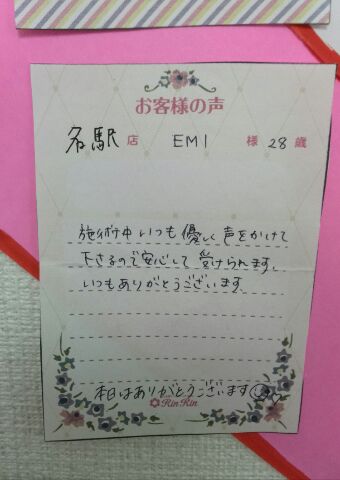 お客様の声
名駅 店 EMI 様 28 歳
施術中いつも優しく声をかけて
下さるので安心して受けられます。
いつもありがとうございます
本日はありがとうございます
RinRin